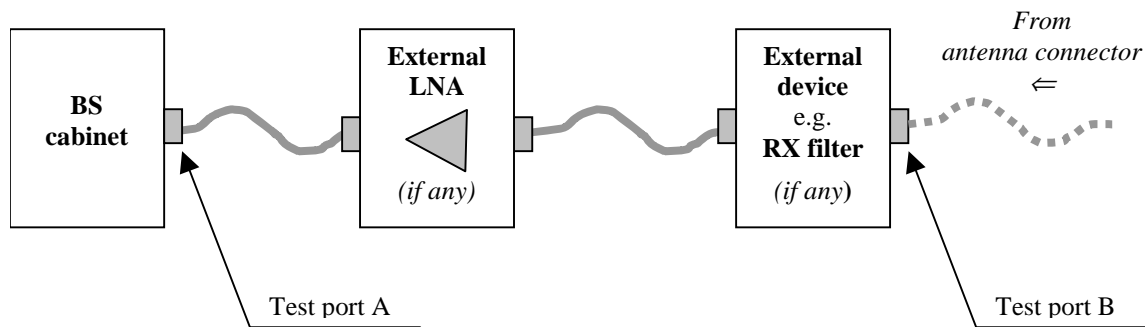 BS
cabinet
External
LNA
(if any)
External
device
e.g.
RX filter
(if any)
From
antenna connector
⇐
Test port A
Test port B